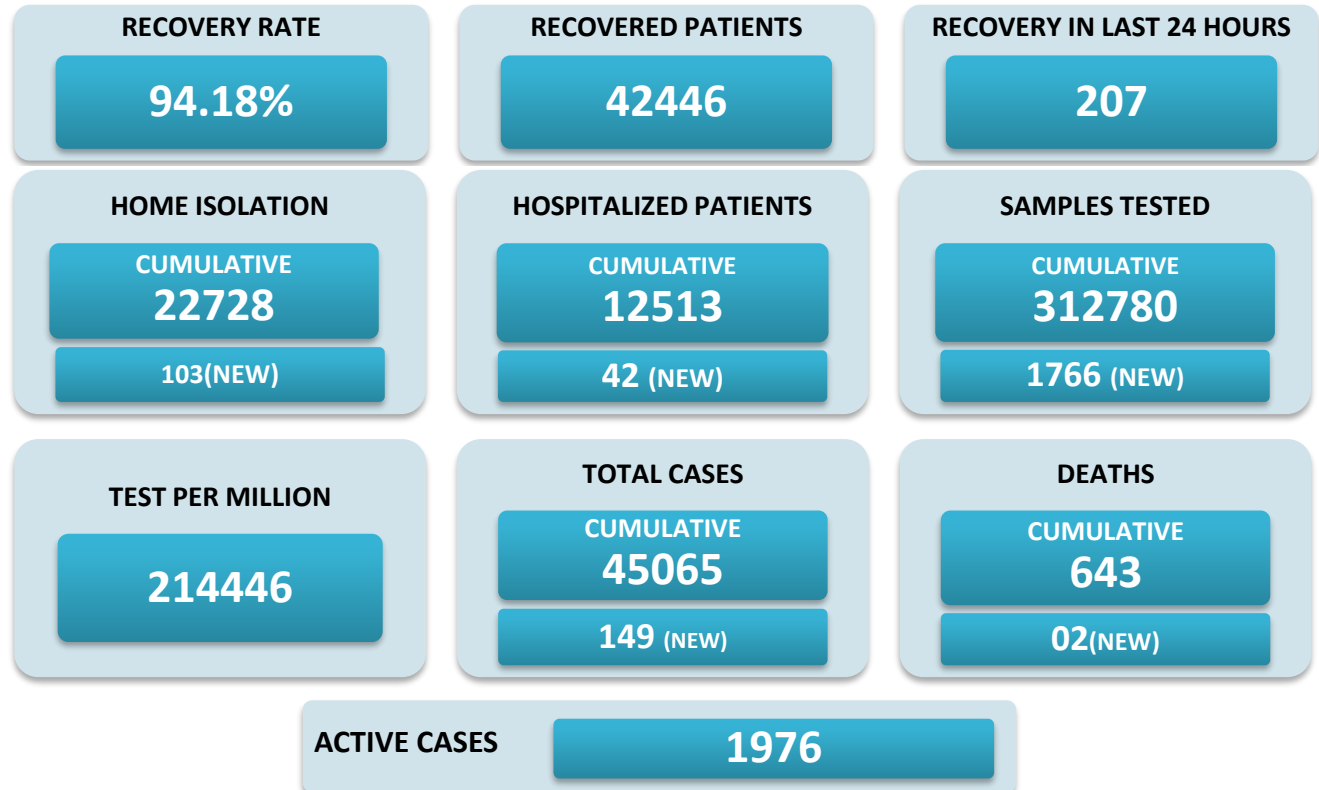 RECOVERY RATE
94.18%
RECOVERED PATIENTS
42446
RECOVERY IN LAST 24 HOURS
207
HOME ISOLATION
CUMULATIVE
22728
103(NEW)
HOSPITALIZED PATIENTS
CUMULATIVE
12513
42 (NEW)
SAMPLES TESTED
CUMULATIVE
312780
1766 (NEW)
TEST PER MILLION
214446
TOTAL CASES
CUMULATIVE
45065
149 (NEW)
DEATHS
CUMULATIVE
643
02(NEW)
ACTIVE CASES
1976